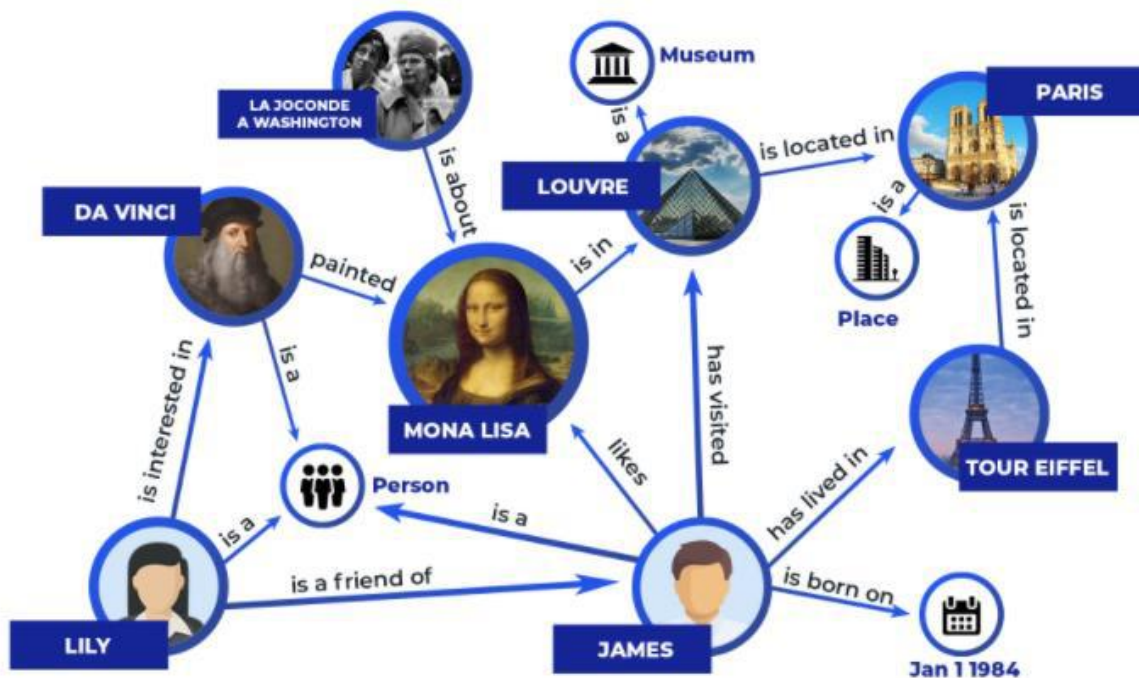 Museum
PARIS
LA JOCONDE
A WASHINGTON
is a
is located in
is about
LOUVRE
is a
DA VINCI
is located in
painted
is in
Place
is a
is interested in
has visited
MONA LISA
likes
TOUR EIFFEL
Person
has lived in
is a
is a
is a friend of
is born on
LILY
JAMES
Jan 1 1984